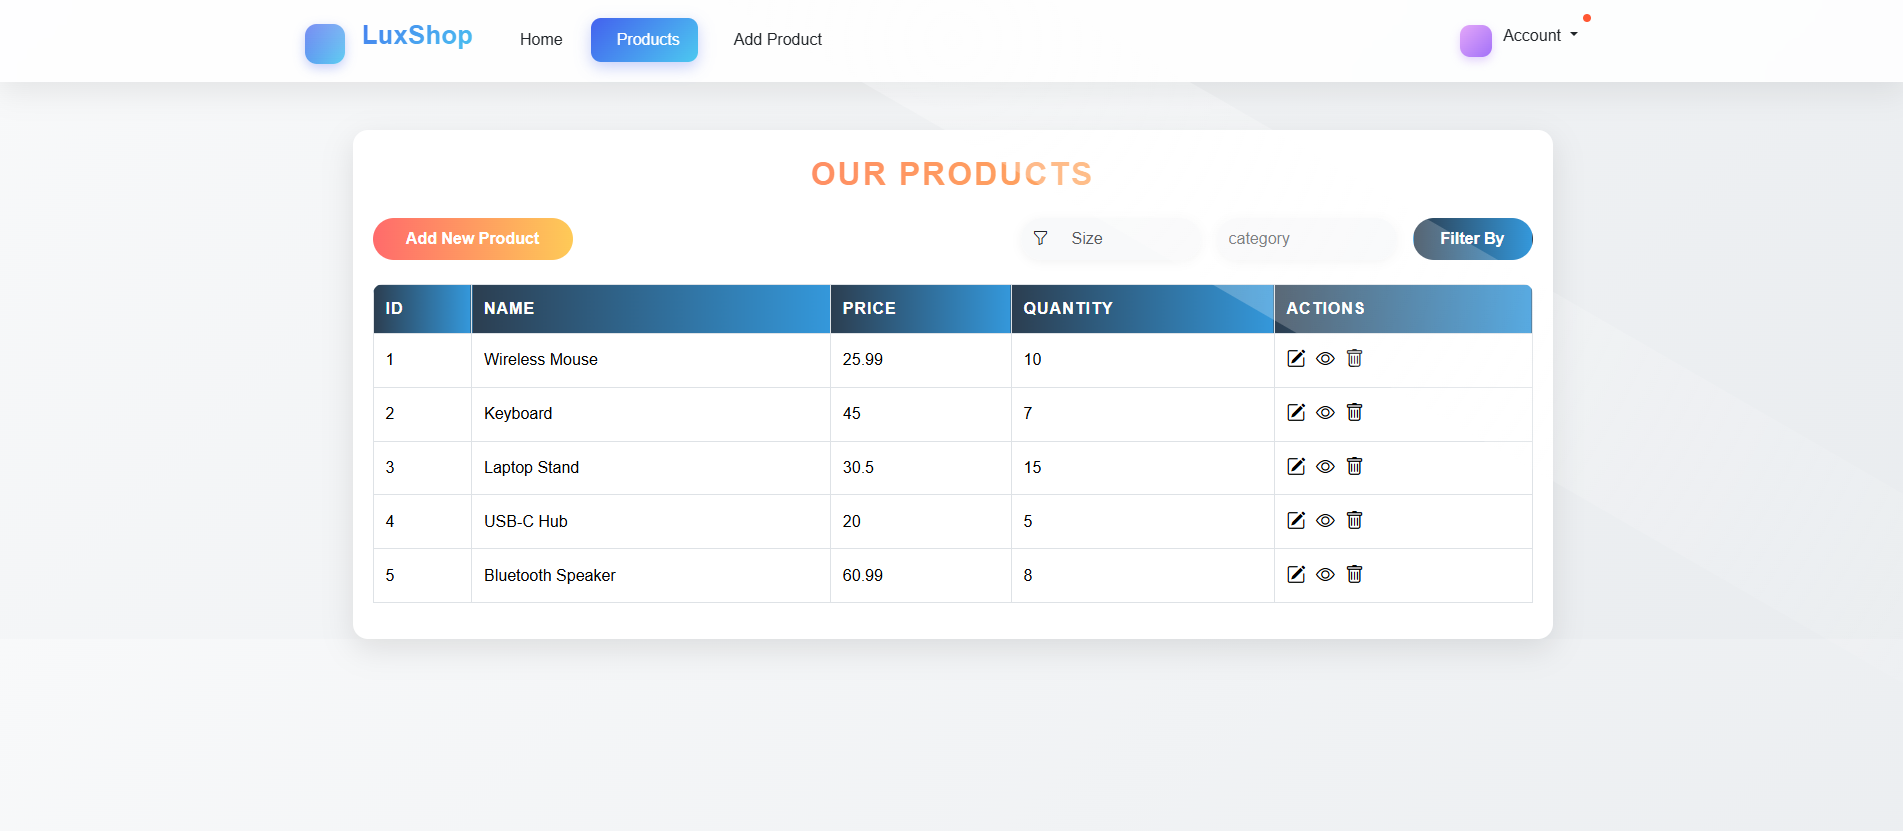 LuxShop Home Products Add Product Account
OUR PRODUCTS
Add New Product Size category Filter By
ID NAME PRICE QUANTITY ACTIONS
1 Wireless Mouse 25.99 10
2 Keyboard 45 7
3 Laptop Stand 30.5 15
4 USB-C Hub 20 5
5 Bluetooth Speaker 60.99 8